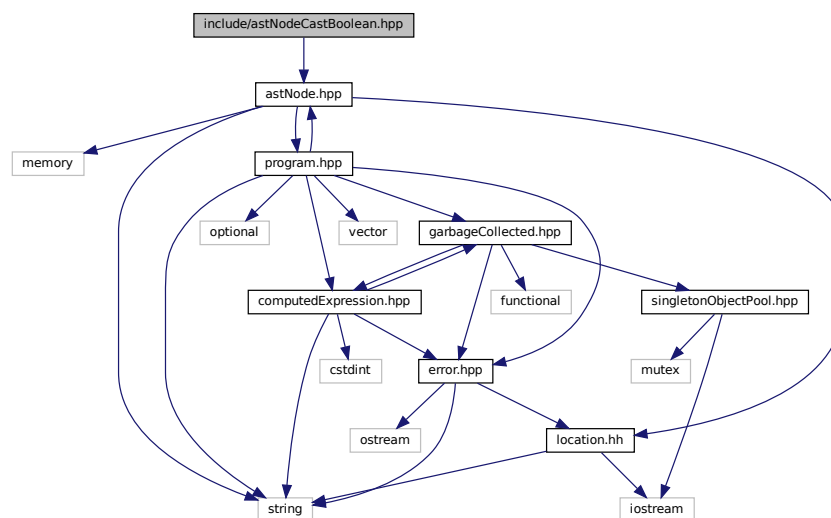 include/astNodeCastBoolean.hpp
astNode.hpp
memory
program.hpp
optional
vector
garbageCollected.hpp
computedExpression.hpp
functional
singletonObjectPool.hpp
cstdint
error.hpp
mutex
ostream
location.hh
string
iostream